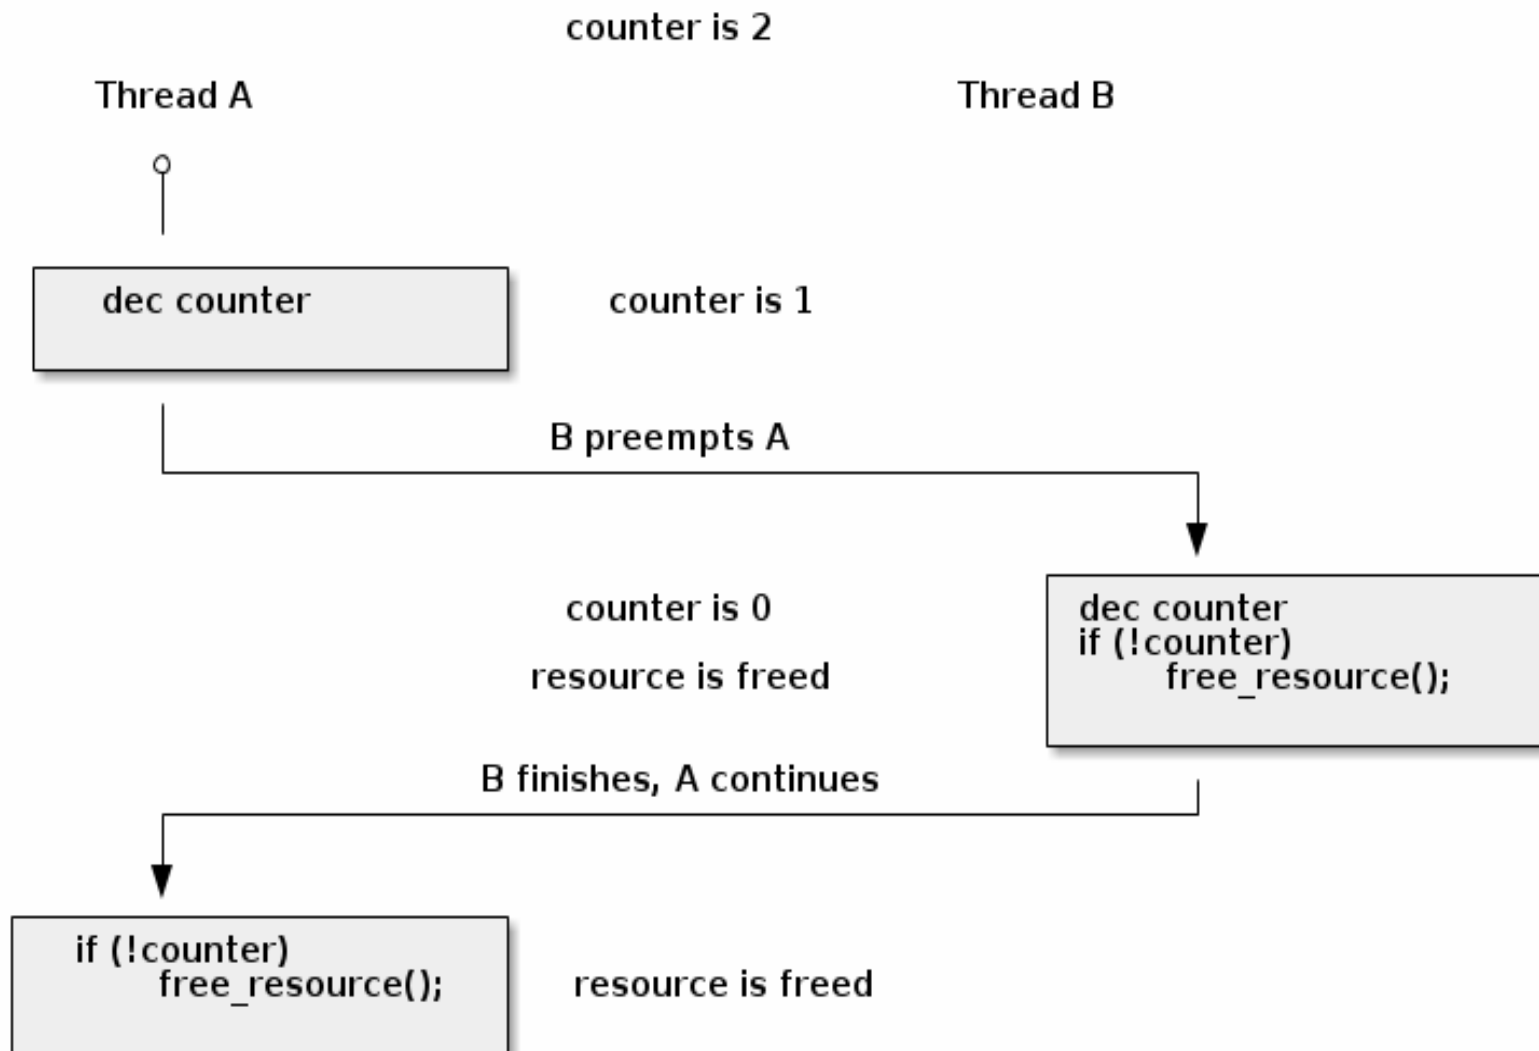 counter is 2
Thread A
Thread B
dec counter
counter is 1
B preempts A
counter is 0
resource is freed
dec counter
if (!counter)
free_resource();
B finishes, A continues
if (!counter)
free_resource();
resource is freed